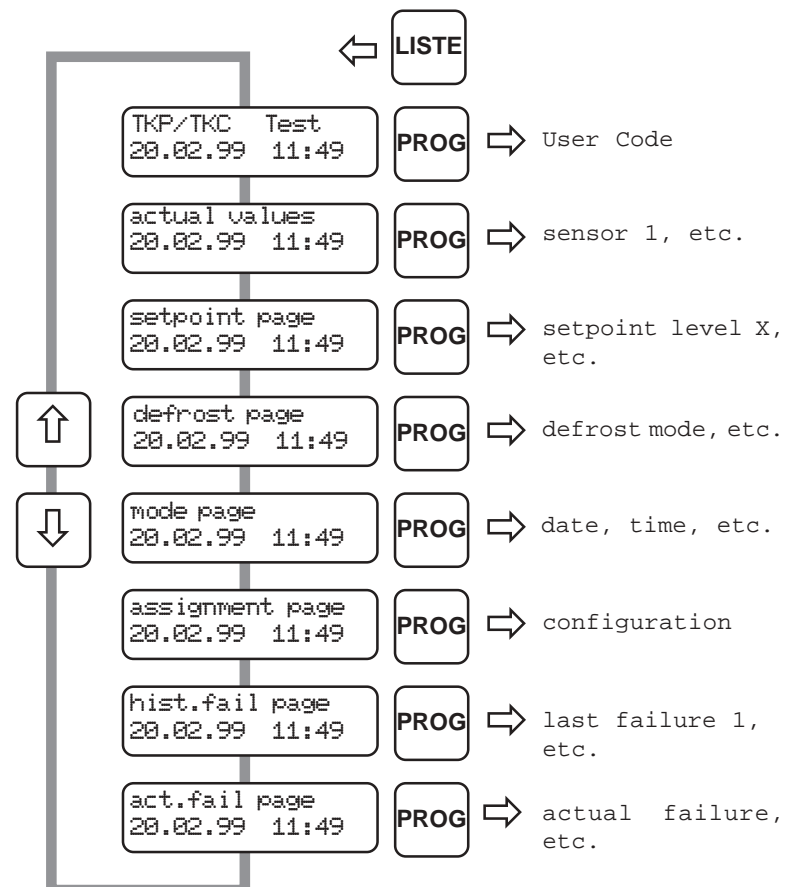 LISTE
TKP/TKC Test
20.02.99 11:49
PROG
User Code
actual values
20.02.99 11:49
PROG
sensor 1, etc.
setpoint page
20.02.99 11:49
PROG
setpoint level X,
etc.
defrost page
20.02.99 11:49
PROG
defrost mode, etc.
mode page
20.02.99 11:49
PROG
date, time, etc.
assignment page
20.02.99 11:49
PROG
configuration
hist.fail page
20.02.99 11:49
PROG
last failure 1,
etc.
act.fail page
20.02.99 11:49
PROG
actual failure,
etc.